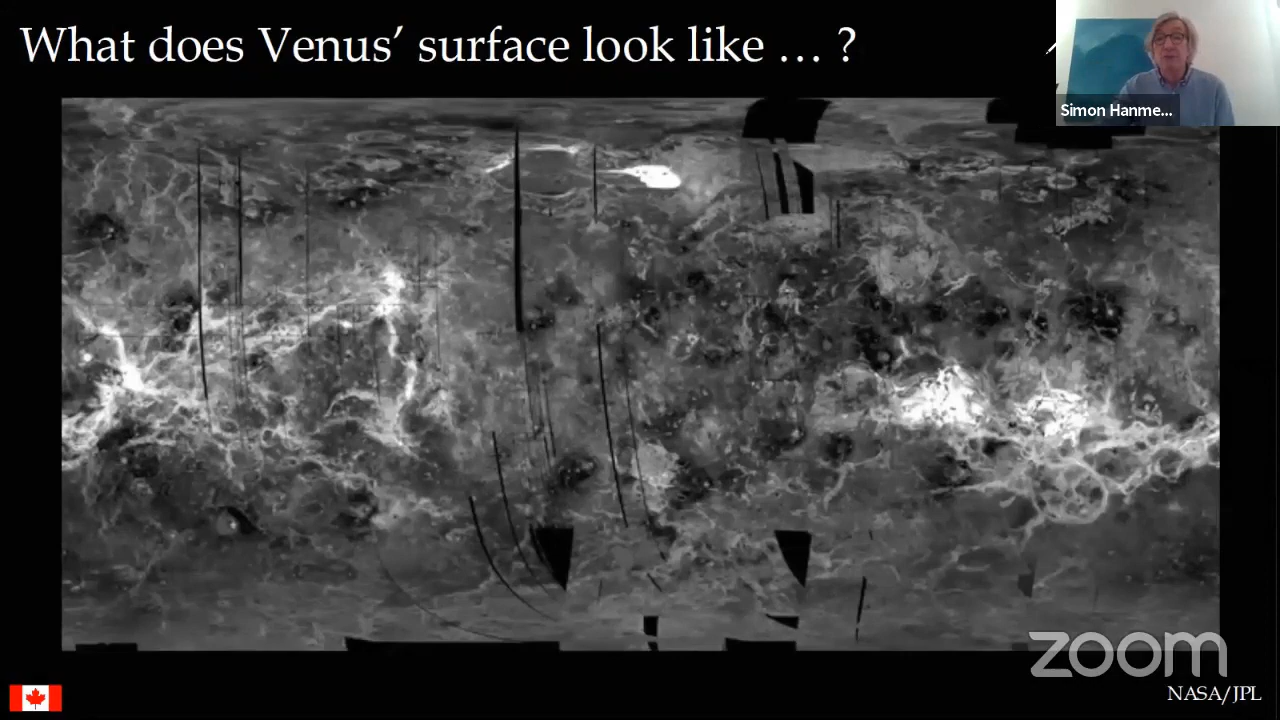 What does Venus’ surface look like … ?
Simon Hanme...
zoom
NASA/JPL